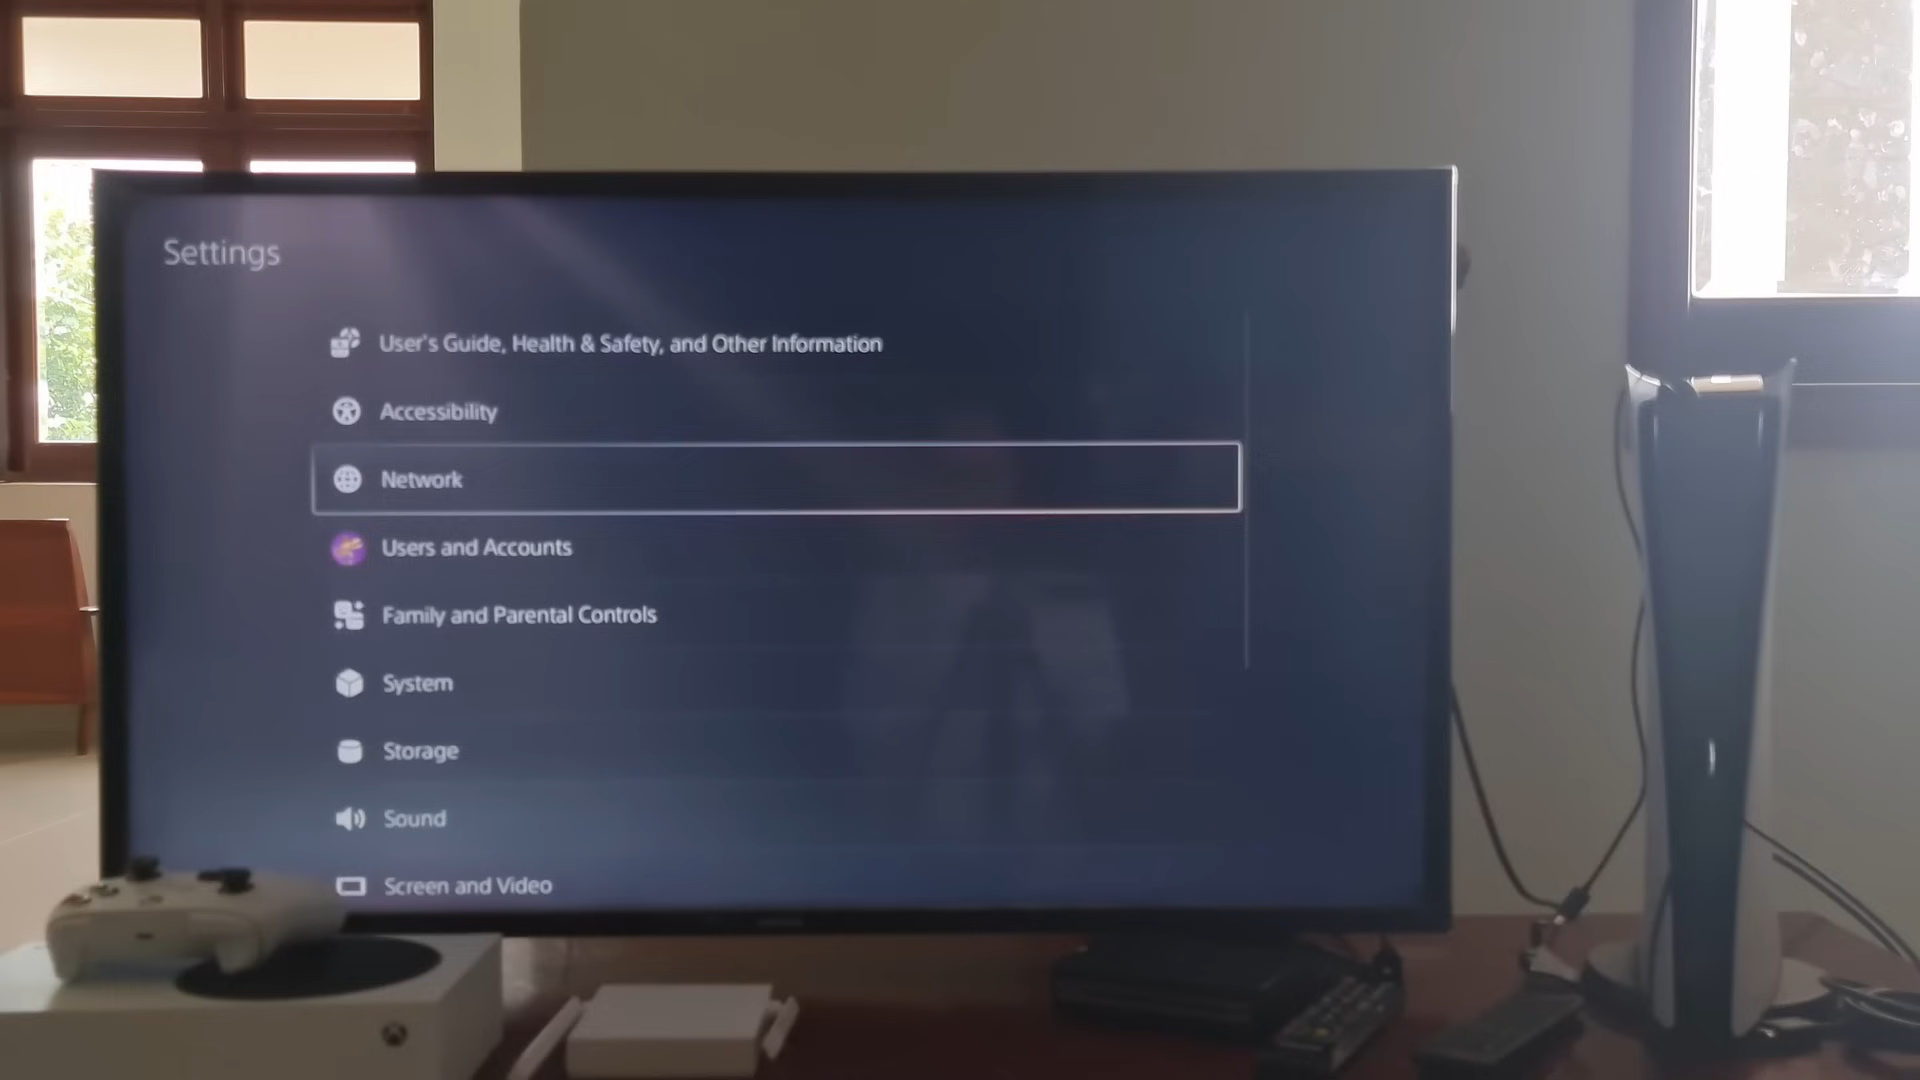 Settings
User's Guide, Health & Safety, and Other Information
Accessibility
Network
Users and Accounts
Family and Parental Controls
System
Storage
Sound
Screen and Video